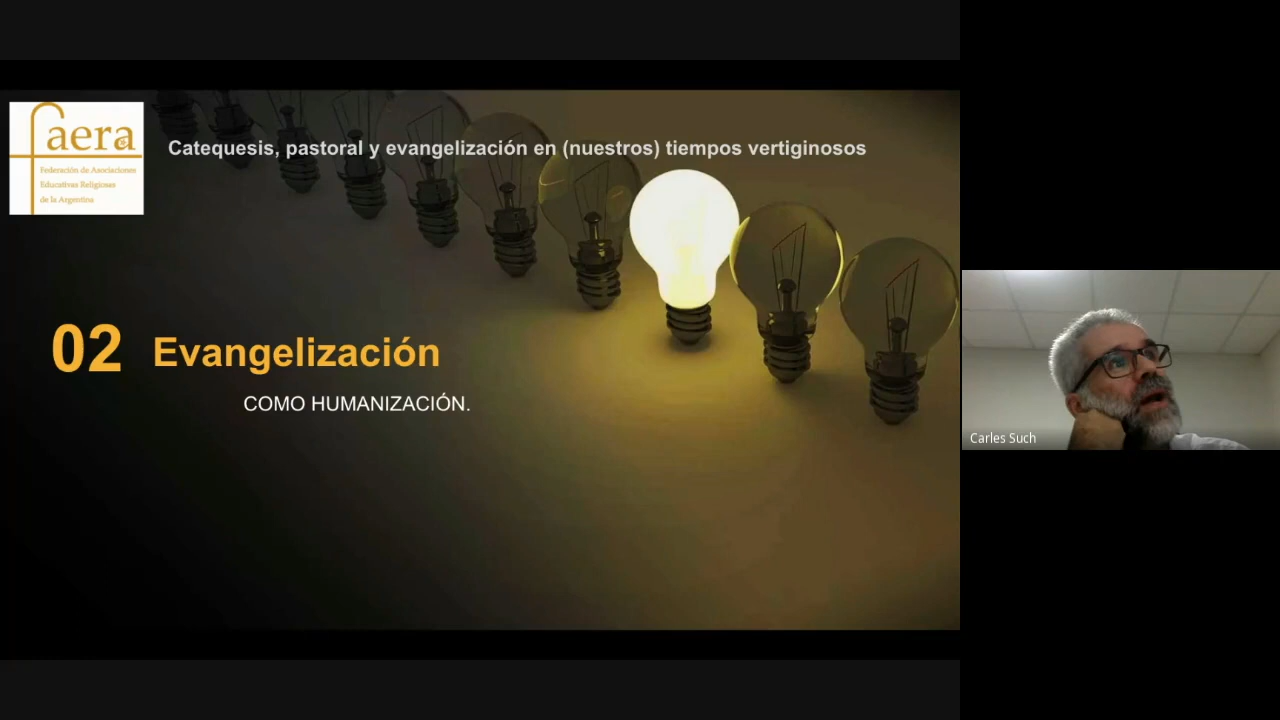 faera
Federación de Asociaciones
Educativas Religiosas
de la Argentina
Catequesis, pastoral y evangelización en (nuestros) tiempos vertiginosos
02 Evangelización
COMO HUMANIZACIÓN.
Carles Such